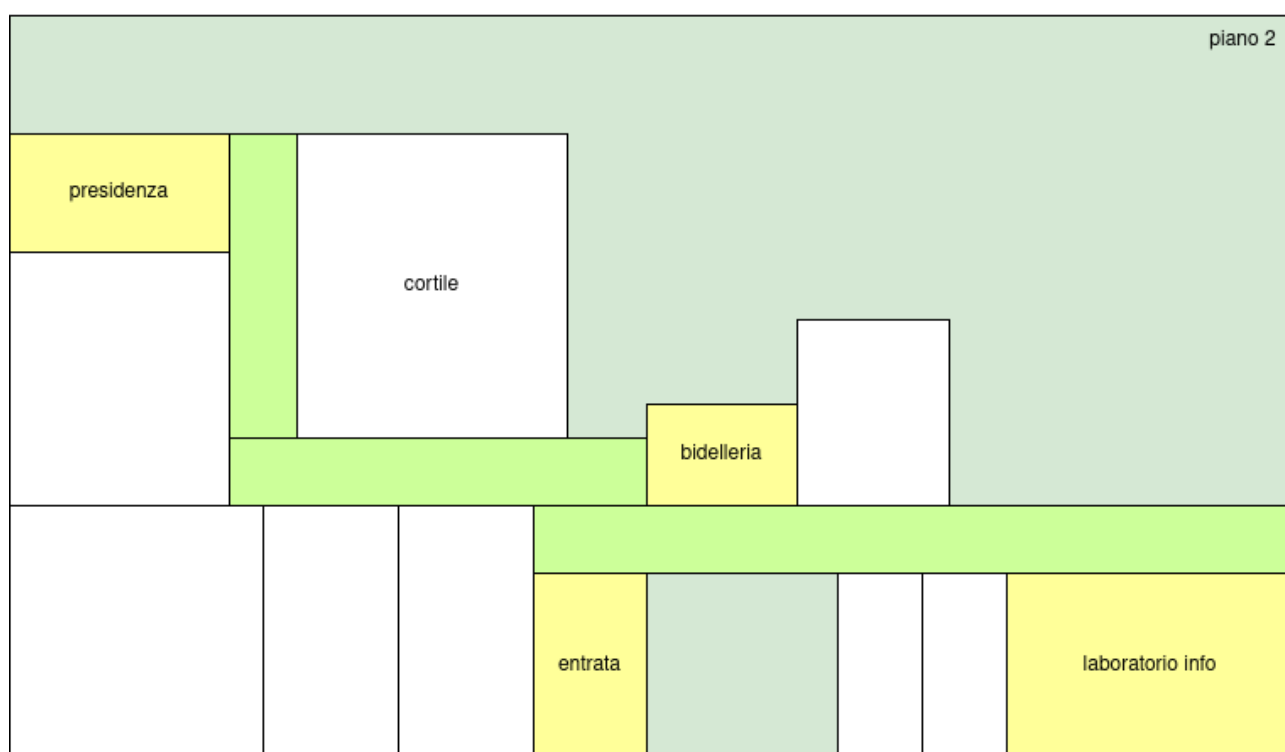 piano 2
presidenza
cortile
bidelleria
entrata
laboratorio info